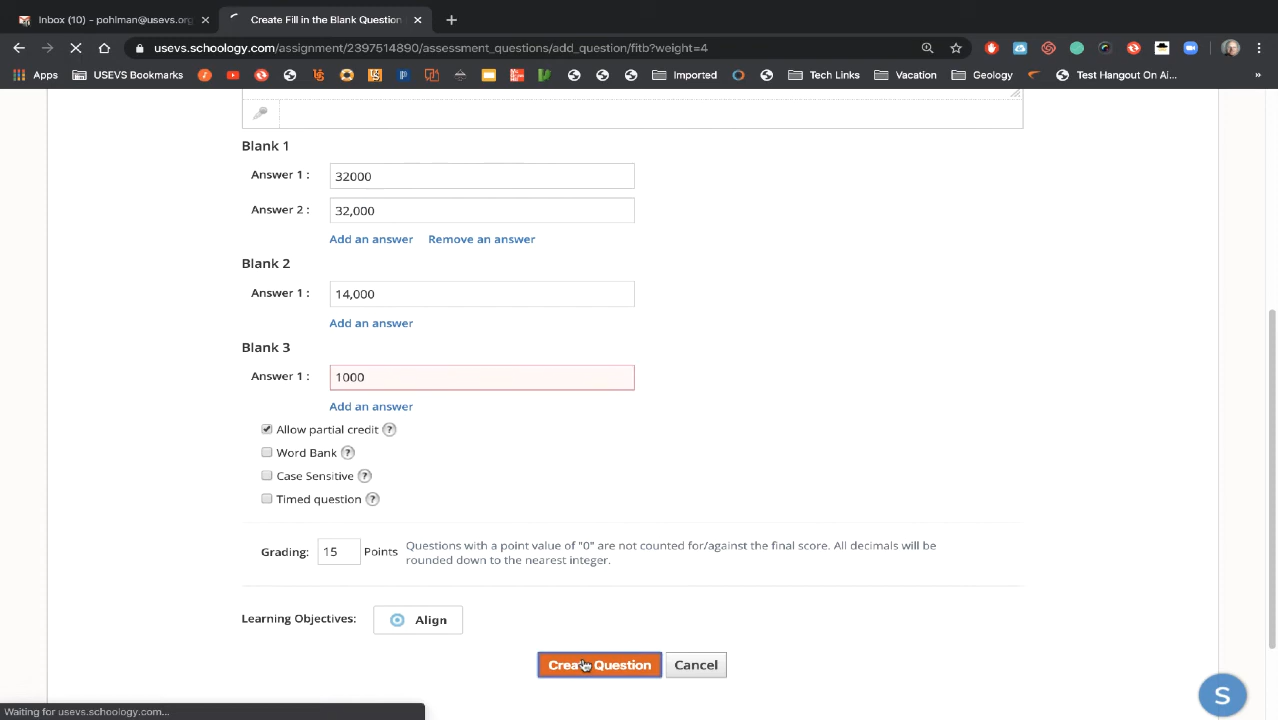 Inbox (10) – pohlman@usevs.org
Create Fill in the Blank Question
usevs.schoology.com/assignment/2397514890/assessment_questions/add_question/fitb?weight=4
Apps USEVS Bookmarks Imported Tech Links Vacation Geology Test Hangout On Ai... »
Blank 1
Answer 1 : 32000
Answer 2 : 32,000
Add an answer Remove an answer
Blank 2
Answer 1 : 14,000
Add an answer
Blank 3
Answer 1 : 1000
Add an answer
Allow partial credit ?
Word Bank ?
Case Sensitive ?
Timed question ?
Grading: 15 Points Questions with a point value of "0" are not counted for/against the final score. All decimals will be
rounded down to the nearest integer.
Learning Objectives: Align
Create Question Cancel
S
Waiting for usevs.schoology.com...